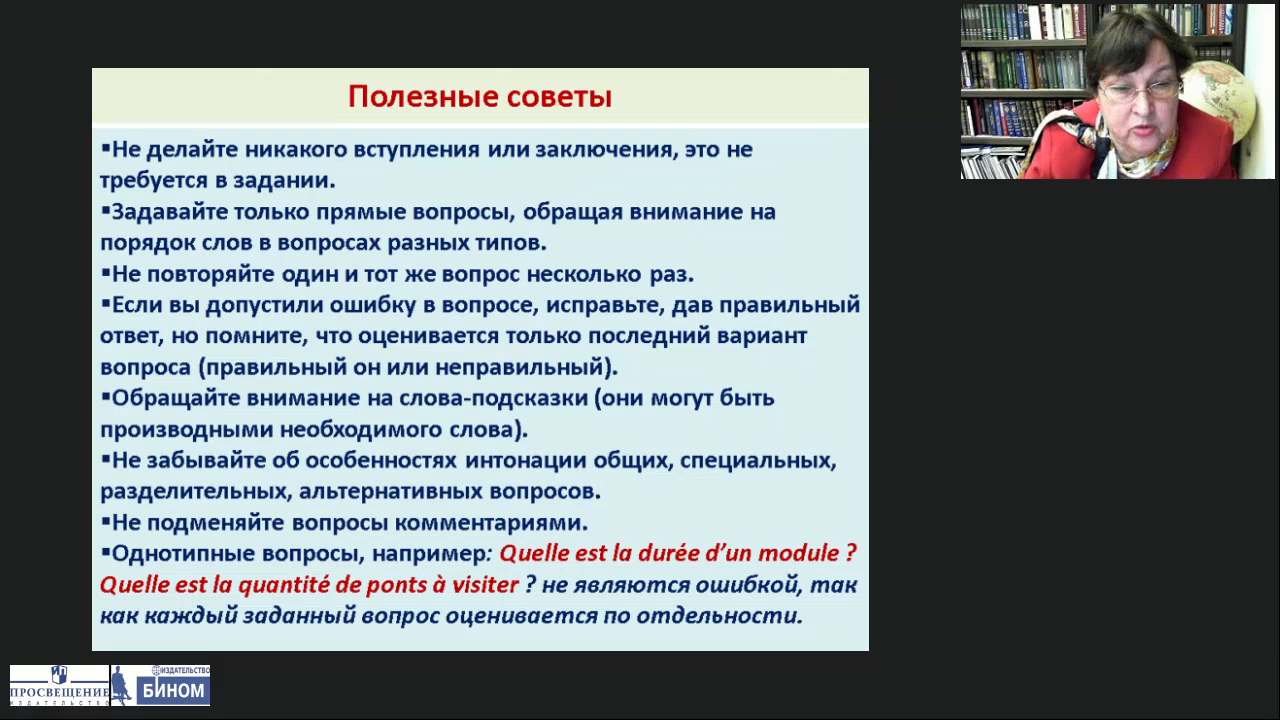 Полезные советы
▪Не делайте никакого вступления или заключения, это не
требуется в задании.
▪Задавайте только прямые вопросы, обращая внимание на
порядок слов в вопросах разных типов.
▪Не повторяйте один и тот же вопрос несколько раз.
▪Если вы допустили ошибку в вопросе, исправьте, дав правильный
ответ, но помните, что оценивается только последний вариант
вопроса (правильный он или неправильный).
▪Обращайте внимание на слова-подсказки (они могут быть
производными необходимого слова).
▪Не забывайте об особенностях интонации общих, специальных,
разделительных, альтернативных вопросов.
▪Не подменяйте вопросы комментариями.
▪Однотипные вопросы, например: Quelle est la durée d’un module ?
Quelle est la quantité de ponts à visiter ? не являются ошибкой, так
как каждый заданный вопрос оценивается по отдельности.
ПРОСВЕЩЕНИЕ
ИЗДАТЕЛЬСТВО
ИЗДАТЕЛЬСТВО
БИНОМ